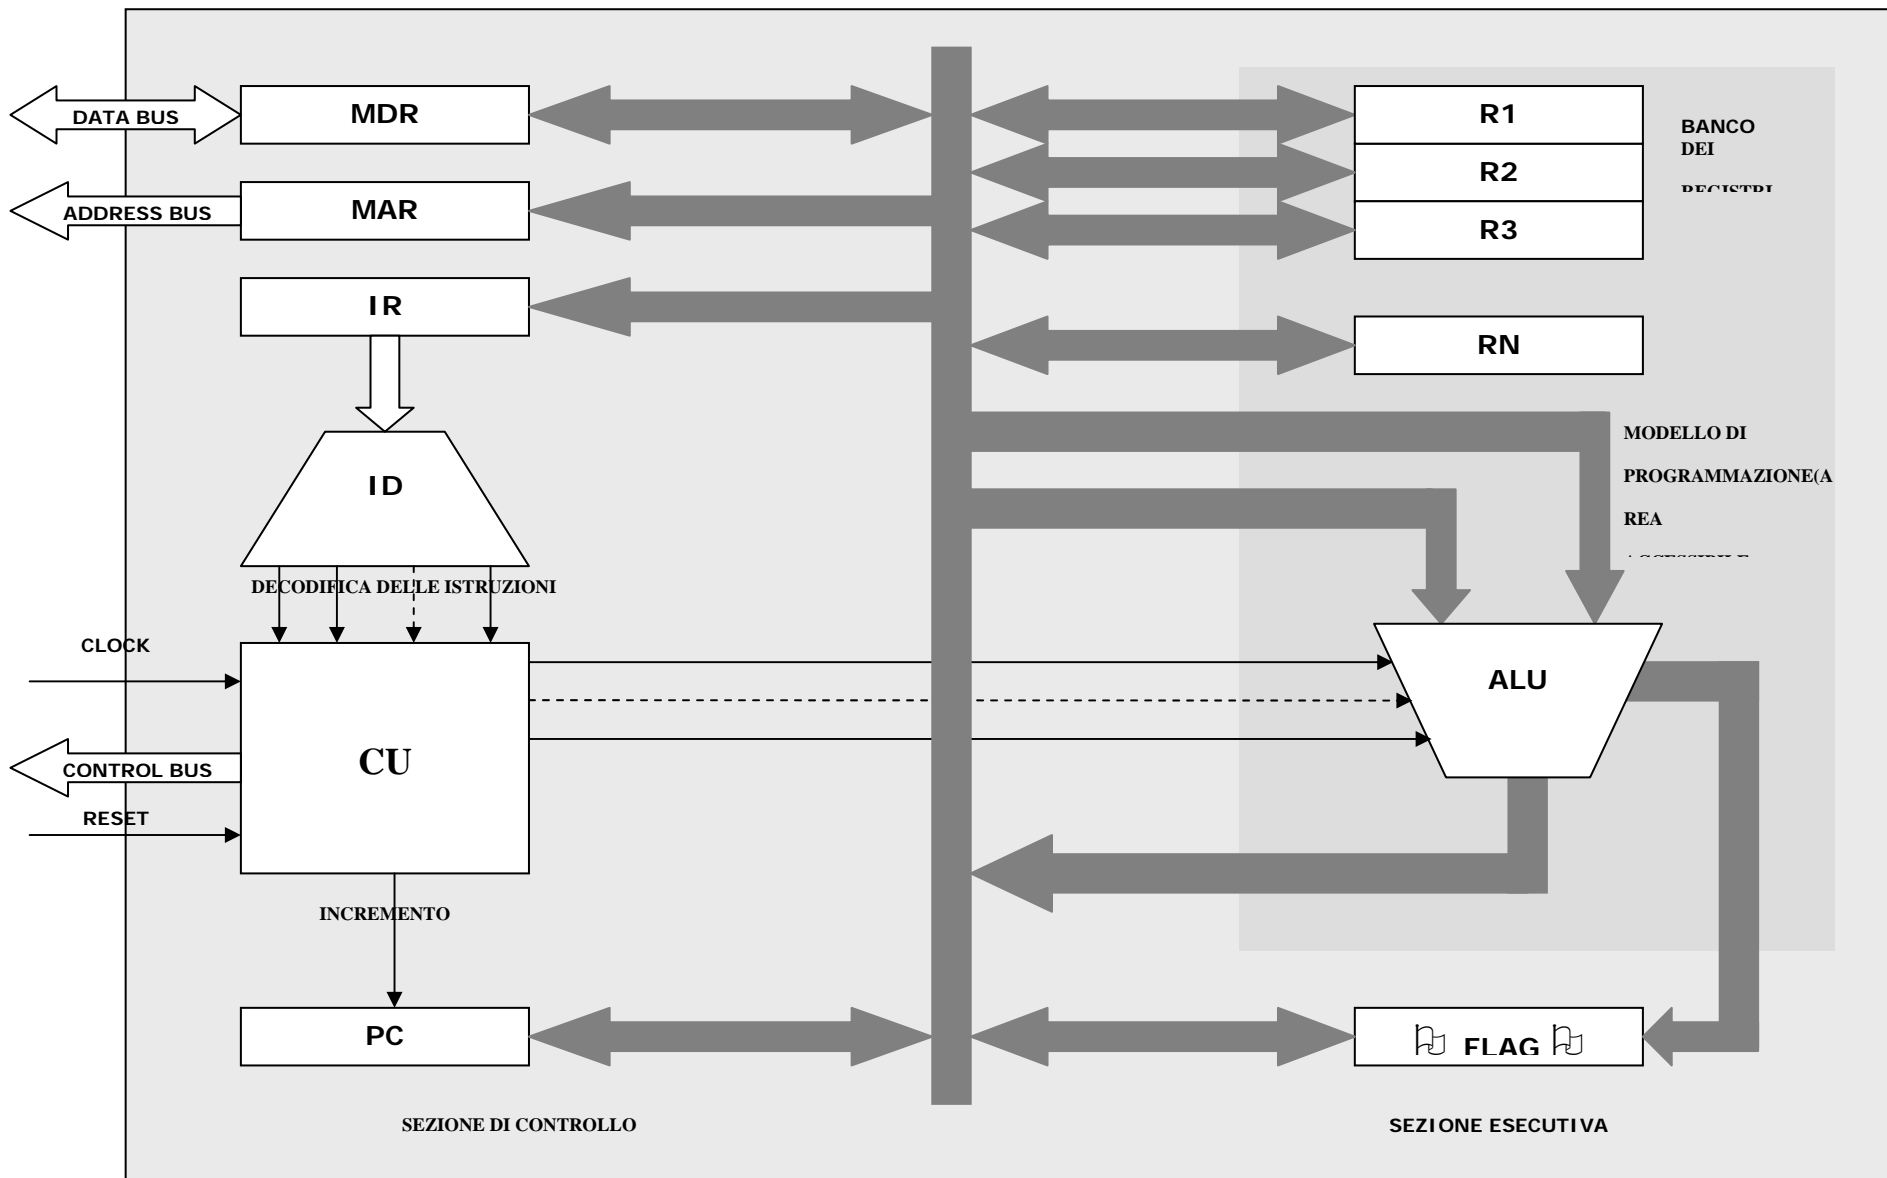 DATA BUS
MDR
R1
BANCO
DEI
REGISTRI
R2
ADDRESS BUS
MAR
R3
IR
RN
MODELLO DI
PROGRAMMAZIONE(A
REA
ID
DECODIFICA DELLE ISTRUZIONI
CLOCK
ALU
CU
CONTROL BUS
RESET
INCREMENTO
PC
FLAG
SEZIONE DI CONTROLLO
SEZIONE ESECUTIVA